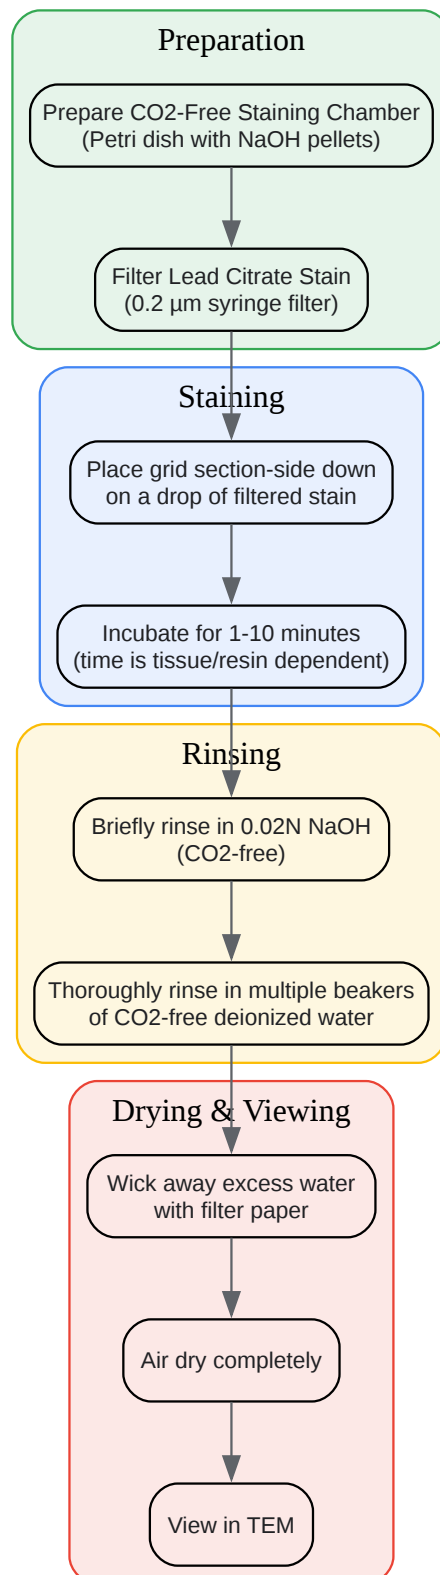 Preparation
Prepare CO2-Free Staining Chamber
(Petri dish with NaOH pellets)
Filter Lead Citrate Stain
(0.2 µm syringe filter)
Staining
Place grid section-side down
on a drop of filtered stain
Incubate for 1-10 minutes
(time is tissue/resin dependent)
Rinsing
Briefly rinse in 0.02N NaOH
(CO2-free)
Thoroughly rinse in multiple beakers
of CO2-free deionized water
Drying & Viewing
Wick away excess water
with filter paper
Air dry completely
View in TEM